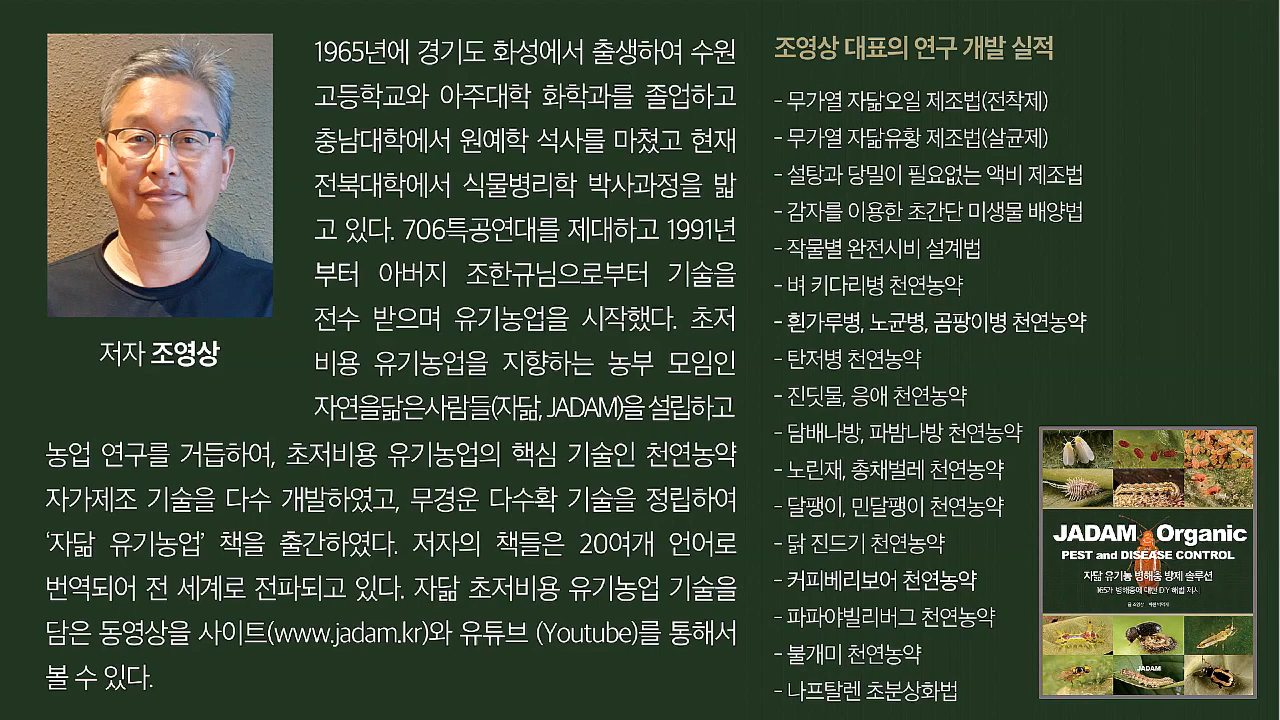 1965년에 경기도 화성에서 출생하여 수원
고등학교와 아주대학 화학과를 졸업하고
충남대학에서 원예학 석사를 마쳤고 현재
전북대학에서 식물병리학 박사과정을 밟
고 있다. 706특공연대를 제대하고 1991년
부터 아버지 조한규님으로부터 기술을
전수 받으며 유기농업을 시작했다. 초저
비용 유기농업을 지향하는 농부 모임인
자연을닮은사람들(자닮, JADAM)을 설립하고
농업 연구를 거듭하여, 초저비용 유기농업의 핵심 기술인 천연농약
자가제조 기술을 다수 개발하였고, 무경운 다수확 기술을 정립하여
‘자닮 유기농업’ 책을 출간하였다. 저자의 책들은 20여개 언어로
번역되어 전 세계로 전파되고 있다. 자닮 초저비용 유기농업 기술을
담은 동영상을 사이트(www.jadam.kr)와 유튜브 (Youtube)를 통해서
볼 수 있다.
저자 조영상
조영상 대표의 연구 개발 실적
- 무가열 자닮오일 제조법(전착제)
- 무가열 자닮유황 제조법(살균제)
- 설탕과 당밀이 필요없는 액비 제조법
- 감자를 이용한 초간단 미생물 배양법
- 작물별 완전시비 설계법
- 벼 키다리병 천연농약
- 흰가루병, 노균병, 곰팡이병 천연농약
- 탄저병 천연농약
- 진딧물, 응애 천연농약
- 담배나방, 파밤나방 천연농약
- 노린재, 총채벌레 천연농약
- 달팽이, 민달팽이 천연농약
- 닭 진드기 천연농약
- 커피베리보어 천연농약
- 파파야빌리버그 천연농약
- 불개미 천연농약
- 나프탈렌 초분상화법
JADAM Organic
PEST and DISEASE CONTROL
자닮 유기농 병해충 방제 솔루션
165개 병해충에 대한 DIY 해법 제시
JADAM